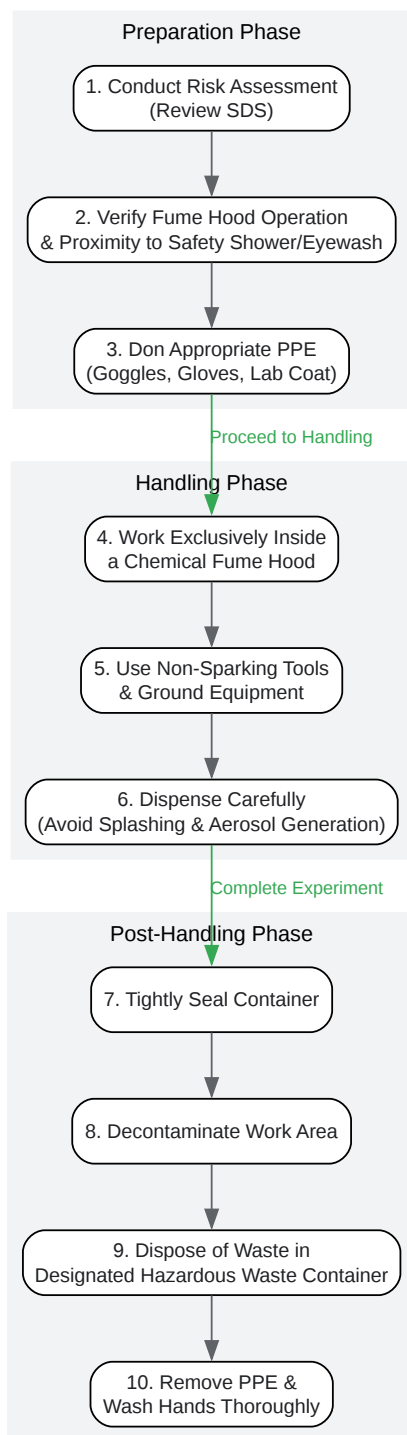 Preparation Phase
1. Conduct Risk Assessment
(Review SDS)
2. Verify Fume Hood Operation
& Proximity to Safety Shower/Eyewash
3. Don Appropriate PPE
(Goggles, Gloves, Lab Coat)
Proceed to Handling
Handling Phase
4. Work Exclusively Inside
a Chemical Fume Hood
5. Use Non-Sparking Tools
& Ground Equipment
6. Dispense Carefully
(Avoid Splashing & Aerosol Generation)
Complete Experiment
Post-Handling Phase
7. Tightly Seal Container
8. Decontaminate Work Area
9. Dispose of Waste in
Designated Hazardous Waste Container
10. Remove PPE &
Wash Hands Thoroughly